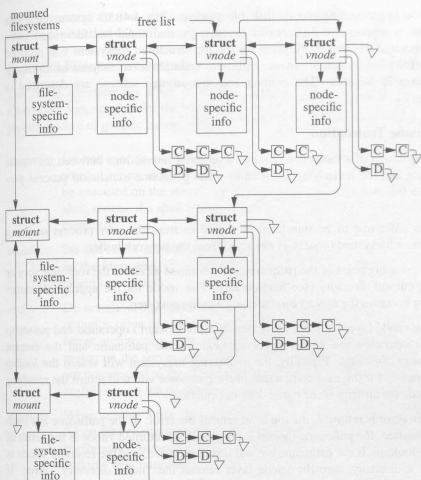 mounted
filesystems
free list
struct
mount
struct
vnode
struct
vnode
struct
vnode
file-
system-
specific
info
node-
specific
info
node-
specific
info
node-
specific
info
C C C
D D
C C
D
C C
struct
mount
struct
vnode
struct
vnode
file-
system-
specific
info
node-
specific
info
node-
specific
info
C C
D
C C C
D D
struct
mount
struct
vnode
file-
system-
specific
info
node-
specific
info
C C C C
D D